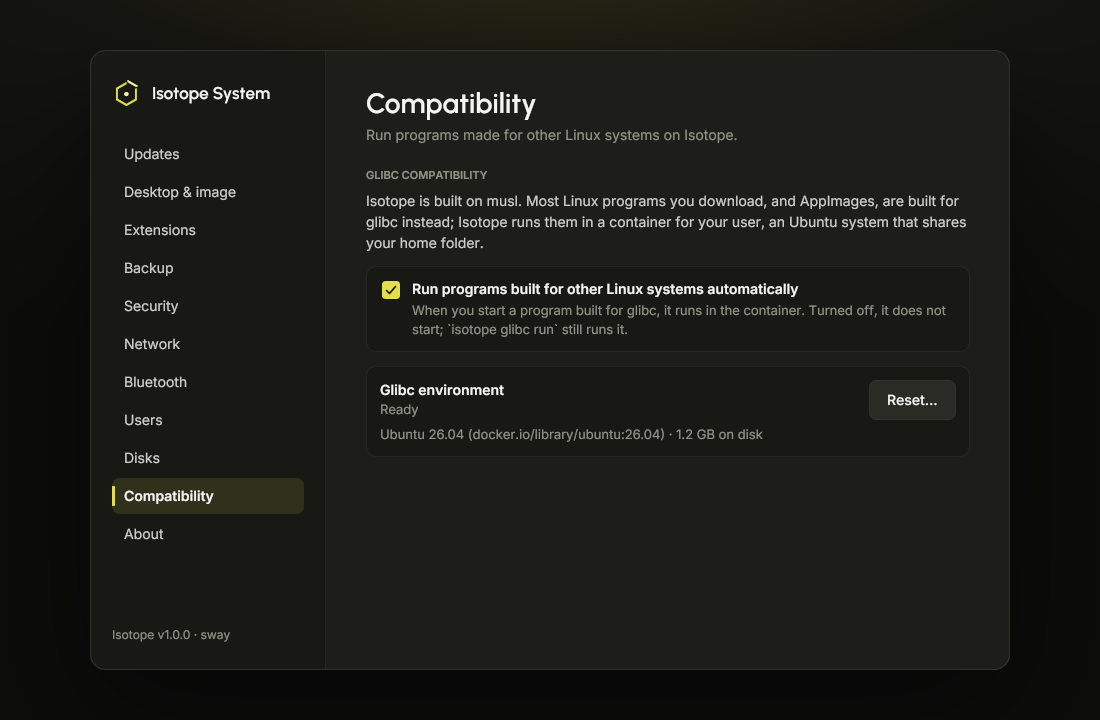 Isotope System
Updates
Desktop & image
Extensions
Backup
Security
Network
Bluetooth
Users
Disks
Compatibility
About
Isotope v1.0.0 · sway
Compatibility
Run programs made for other Linux systems on Isotope.
GLIBC COMPATIBILITY
Isotope is built on musl. Most Linux programs you download, and AppImages, are built for
glibc instead; Isotope runs them in a container for your user, an Ubuntu system that shares
your home folder.
Run programs built for other Linux systems automatically
When you start a program built for glibc, it runs in the container. Turned off, it does not
start; `isotope glibc run` still runs it.
Glibc environment
Ready
Reset...
Ubuntu 26.04 (docker.io/library/ubuntu:26.04) · 1.2 GB on disk